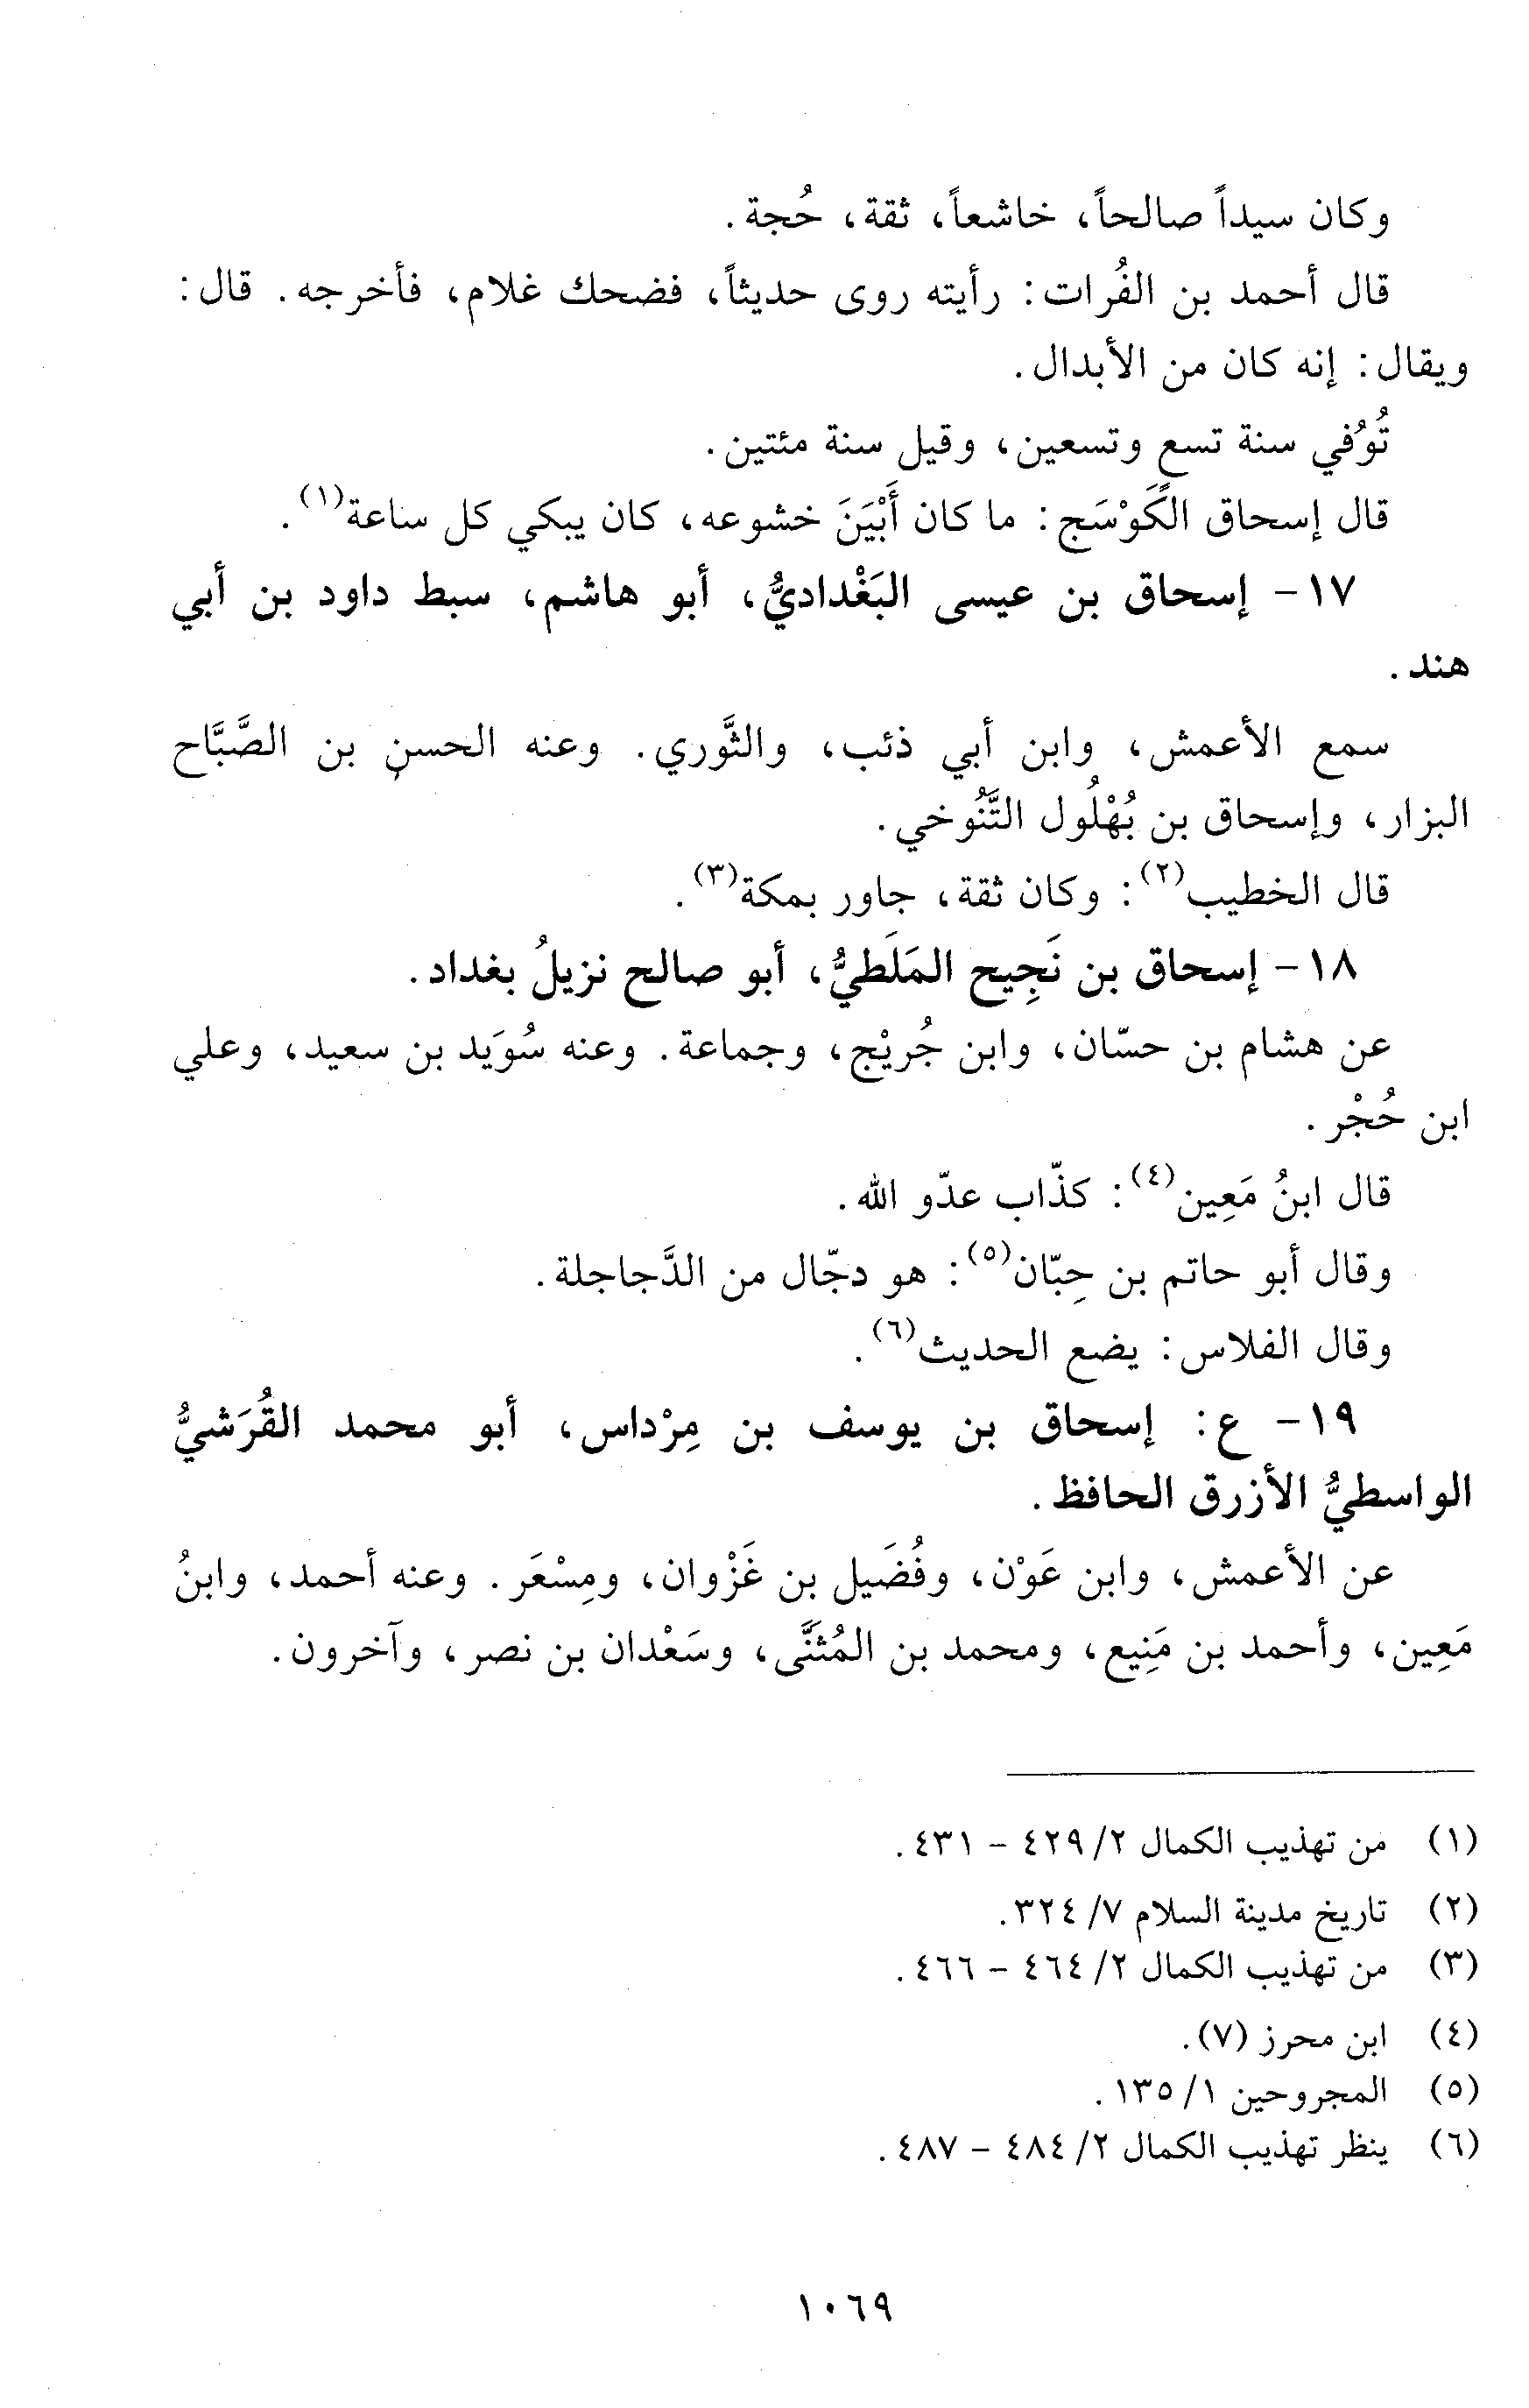 وكان سيداً صالحاً، خاشعاً، ثقة، حُجة.
قال أحمد بن الفُرات: رأيته روى حديثاً، فضحك غلام، فأخرجه. قال:
ويقال: إنه كان من الأبدال.
تُوُفي سنة تسع وتسعين، وقيل سنة مئتين.
قال إسحاق الكَوْسَج: ما كان أَبْيَنَ خشوعه، كان يبكي كل ساعة(١).
١٧- إسحاق بن عيسى البَغْداديُّ، أبو هاشم، سبط داود بن أبي
هند.
سمع الأعمش، وابن أبي ذئب، والثَّوري. وعنه الحسن بن الصَّبَّاح
البزار، وإسحاق بن بُهْلُول التَّنُوخي.
قال الخطيب(٢): وكان ثقة، جاور بمكة(٣).
١٨- إسحاق بن نَجِيح المَلَطيُّ، أبو صالح نزيلُ بغداد.
عن هشام بن حسّان، وابن جُريْج، وجماعة. وعنه سُوَيد بن سعيد، وعلي
ابن حُجْر.
قال ابنُ مَعِين(٤): كذّاب عدّو الله.
وقال أبو حاتم بن حِبّان(٥): هو دجّال من الدَّجاجلة.
وقال الفلاس: يضع الحديث(٦).
١٩- ع: إسحاق بن يوسف بن مِرْداس، أبو محمد القُرَشيُّ
الواسطيُّ الأزرق الحافظ.
عن الأعمش، وابن عَوْن، وفُضَيل بن غَزْوان، ومِسْعَر. وعنه أحمد، وابنُ
مَعِين، وأحمد بن مَنِيع، ومحمد بن المُثنَّى، وسَعْدان بن نصر، وآخرون.
(١) من تهذيب الكمال ٢/ ٤٢٩ - ٤٣١.
(٢) تاريخ مدينة السلام ٧/ ٣٢٤.
(٣) من تهذيب الكمال ٢/ ٤٦٤ - ٤٦٦.
(٤) ابن محرز (٧).
(٥) المجروحين ١/ ١٣٥.
(٦) ينظر تهذيب الكمال ٢/ ٤٨٤ - ٤٨٧.
١٠٦٩